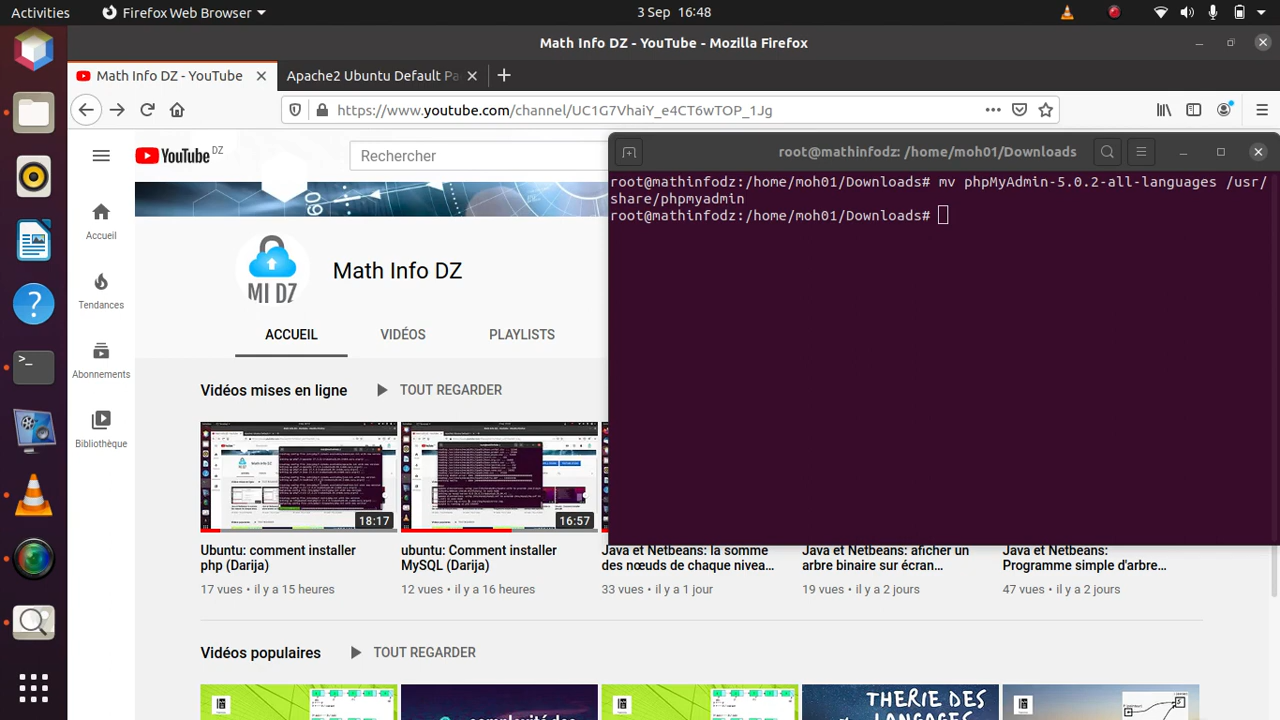 Activities
Firefox Web Browser
3 Sep 16:48
Math Info DZ - YouTube - Mozilla Firefox
Math Info DZ - YouTube
Apache2 Ubuntu Default Pa
https://www.youtube.com/channel/UC1G7VhaiY_e4CT6wTOP_1Jg
YouTube DZ
Rechercher
root@mathinfodz: /home/moh01/Downloads
root@mathinfodz:/home/moh01/Downloads# mv phpMyAdmin-5.0.2-all-languages /usr/
share/phpmyadmin
root@mathinfodz:/home/moh01/Downloads#
Accueil
Tendances
Abonnements
Bibliothèque
60
MI DZ
Math Info DZ
ACCUEIL
VIDÉOS
PLAYLISTS
Vidéos mises en ligne
TOUT REGARDER
18:17
16:57
Ubuntu: comment installer
php (Darija)
17 vues • il y a 15 heures
ubuntu: Comment installer
MySQL (Darija)
12 vues • il y a 16 heures
Java et Netbeans: la somme
des nœuds de chaque nivea...
33 vues • il y a 1 jour
Java et Netbeans: aficher un
arbre binaire sur écran...
19 vues • il y a 2 jours
Java et Netbeans:
Programme simple d'arbre...
47 vues • il y a 2 jours
Vidéos populaires
TOUT REGARDER
THERIE DES